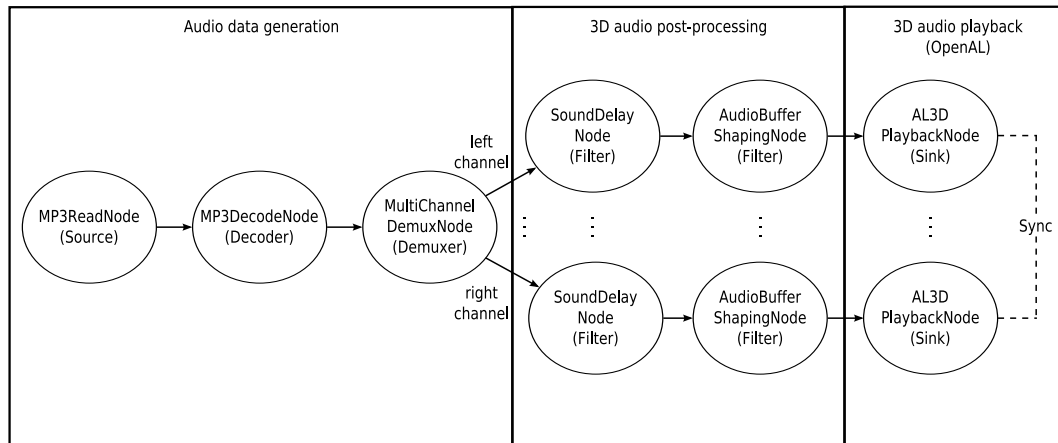 Audio data generation
3D audio post-processing
3D audio playback
(OpenAL)
MP3ReadNode
(Source)
MP3DecodeNode
(Decoder)
MultiChannel
DemuxNode
(Demuxer)
left
channel
right
channel
SoundDelay
Node
(Filter)
AudioBuffer
ShapingNode
(Filter)
AL3D
PlaybackNode
(Sink)
...
...
...
...
Sync
SoundDelay
Node
(Filter)
AudioBuffer
ShapingNode
(Filter)
AL3D
PlaybackNode
(Sink)